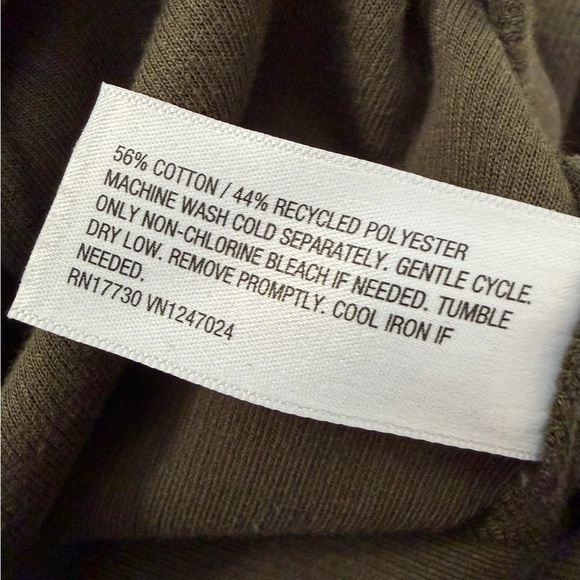 56% COTTON / 44% RECYCLED POLYESTER
MACHINE WASH COLD SEPARATELY. GENTLE CYCLE.
ONLY NON-CHLORINE BLEACH IF NEEDED. TUMBLE
DRY LOW. REMOVE PROMPTLY. COOL IRON IF
NEEDED.
RN17730 VN1247024